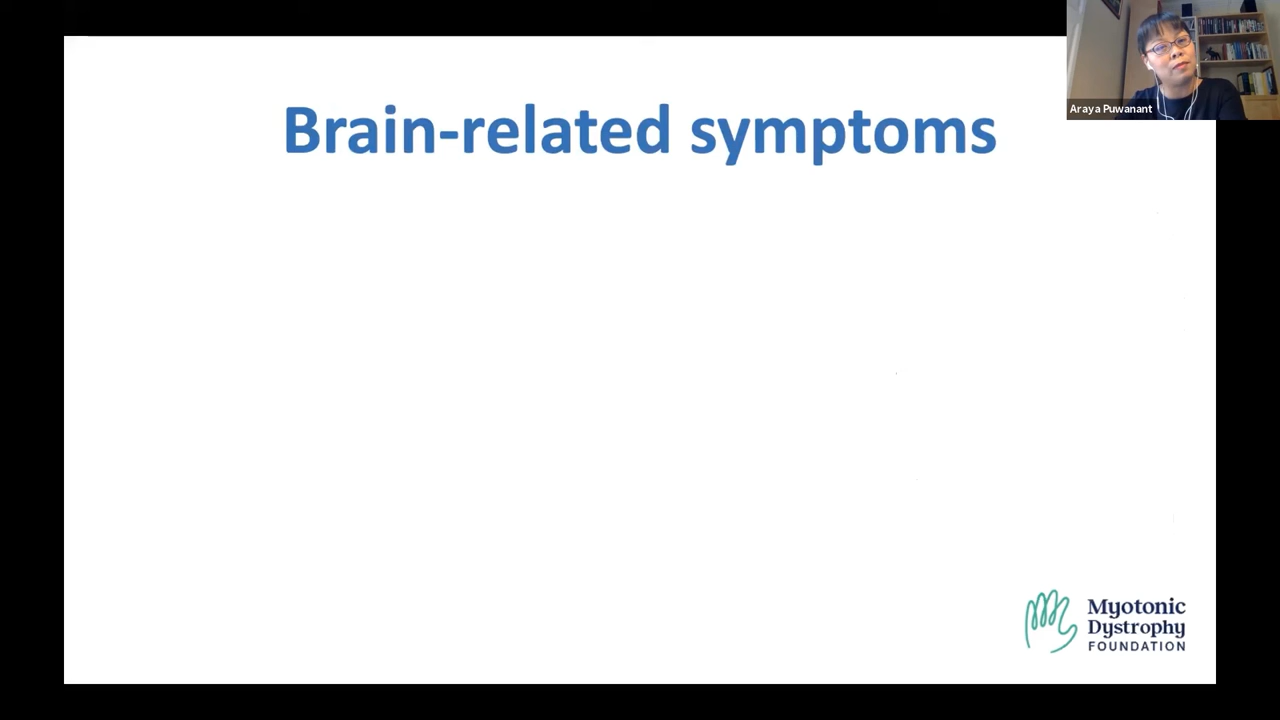 Araya Puwanant
Brain-related symptoms
Myotonic
Dystrophy
FOUNDATION